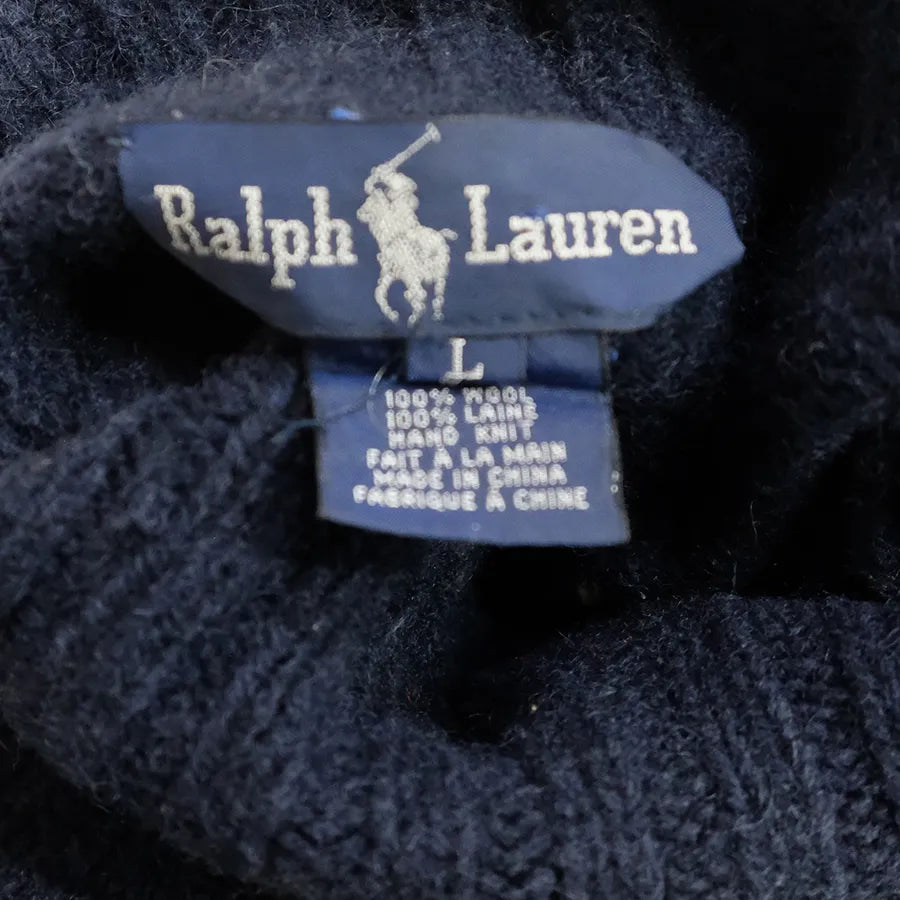 Ralph Lauren
L
100% WOOL
100% LAINE
HAND KNIT
FAIT À LA MAIN
MADE IN CHINA
FABRIQUE À CHINE